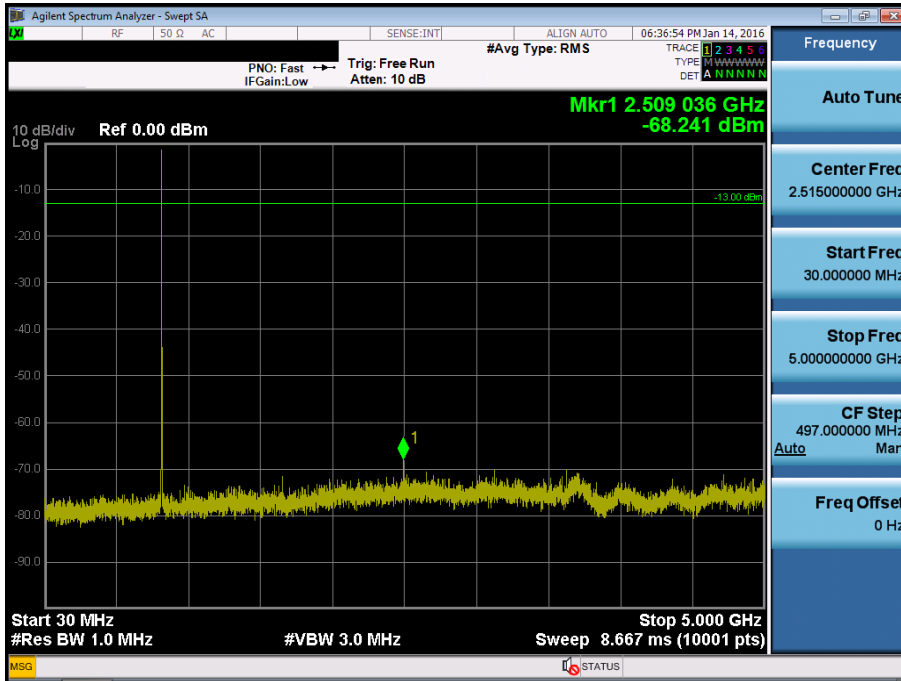 Agilent Spectrum Analyzer - Swept SA
LXI RF 50 Ω AC SENSE:INT ALIGN AUTO 06:36:54 PM Jan 14, 2016
#Avg Type: RMS
TRACE 1 2 3 4 5 6
TYPE M WWWWW
DET A N N N N N
PNO: Fast
IFGain:Low
Trig: Free Run
Atten: 10 dB
Mkr1 2.509 036 GHz
-68.241 dBm
10 dB/div Ref 0.00 dBm
Log
-10.0
-13.00 dBm
-20.0
-30.0
-40.0
-50.0
-60.0
1
-70.0
-80.0
-90.0
Start 30 MHz Stop 5.000 GHz
#Res BW 1.0 MHz #VBW 3.0 MHz Sweep 8.667 ms (10001 pts)
MSG STATUS
Frequency
Auto Tune
Center Freq
2.515000000 GHz
Start Freq
30.000000 MHz
Stop Freq
5.000000000 GHz
CF Step
497.000000 MHz
Auto Man
Freq Offset
0 Hz